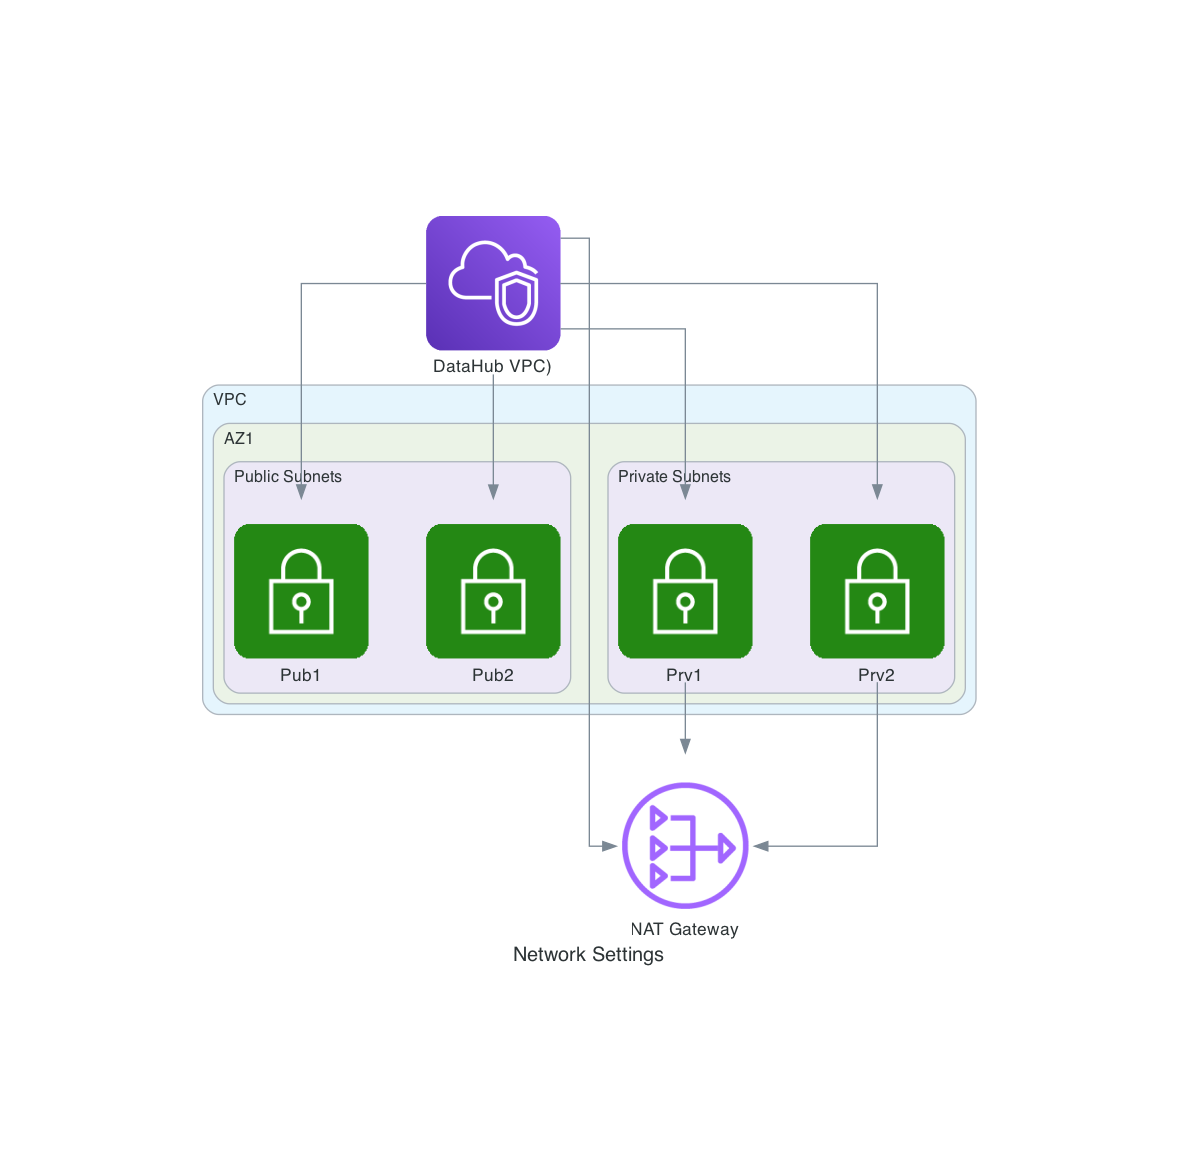 DataHub VPC)
VPC
AZ1
Public Subnets
Private Subnets
Pub1
Pub2
Prv1
Prv2
NAT Gateway
Network Settings